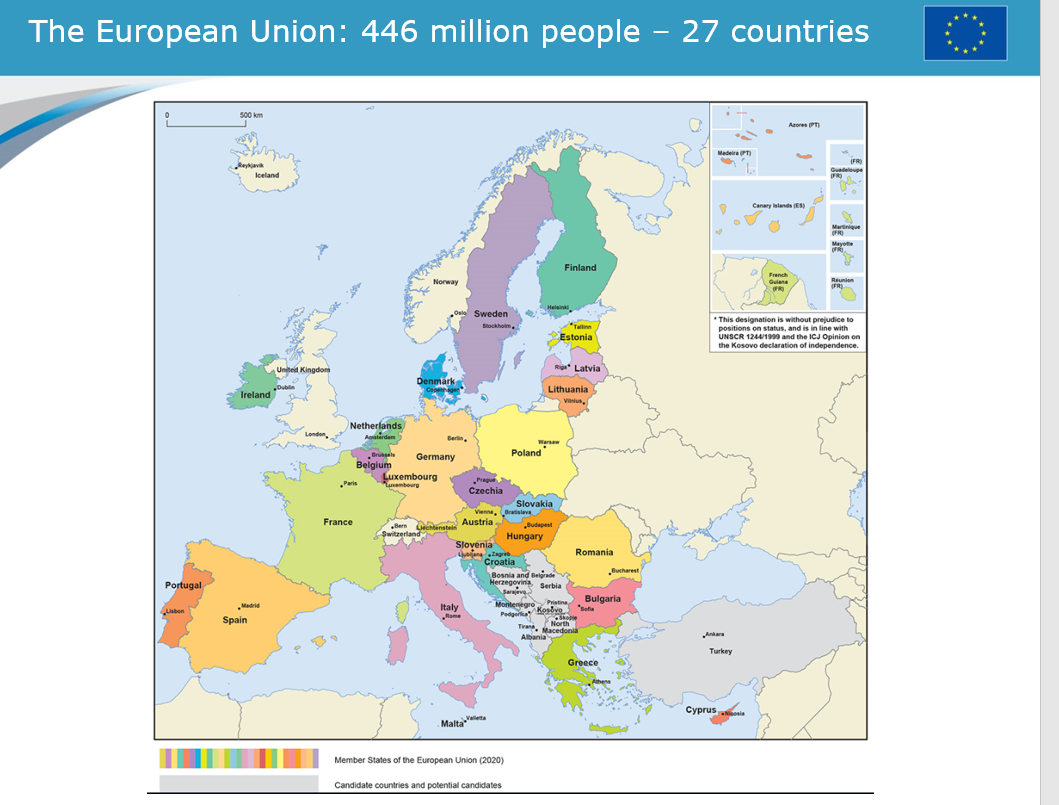 The European Union: 446 million people – 27 countries
0 500 km
Reykjavik
Iceland
Azores (PT)
Madeira (PT)
(FR)
Guadeloupe
(FR)
Canary Islands (ES)
Martinique
(FR)
Mayotte
(FR)
French
Guiana
(FR)
Réunion
(FR)
* This designation is without prejudice to
positions on status, and is in line with
UNSCR 1244/1999 and the ICJ Opinion on
the Kosovo declaration of independence.
Finland
Helsinki
Norway
Oslo
Sweden
Stockholm
Tallinn
Estonia
Riga
Latvia
Lithuania
Vilnius
United Kingdom
Ireland
Dublin
London
Denmark
Copenhagen
Netherlands
Amsterdam
Berlin
Germany
Warsaw
Poland
Brussels
Belgium
Luxembourg
Luxembourg
Paris
France
Prague
Czechia
Slovakia
Bratislava
Vienna
Austria
Budapest
Hungary
Bern
Switzerland
Liechtenstein
Slovenia
Ljubljana
Zagreb
Croatia
Romania
Bucharest
Bosnia and
Herzegovina
Sarajevo
Belgrade
Serbia
Montenegro
Podgorica
Pristina
Kosovo
*
Skopje
North
Macedonia
Bulgaria
Sofia
Tirana
Albania
Portugal
Lisbon
Madrid
Spain
Italy
Rome
Ankara
Turkey
Greece
Athens
Cyprus
Nicosia
Malta
Valletta
Member States of the European Union (2020)
Candidate countries and potential candidates